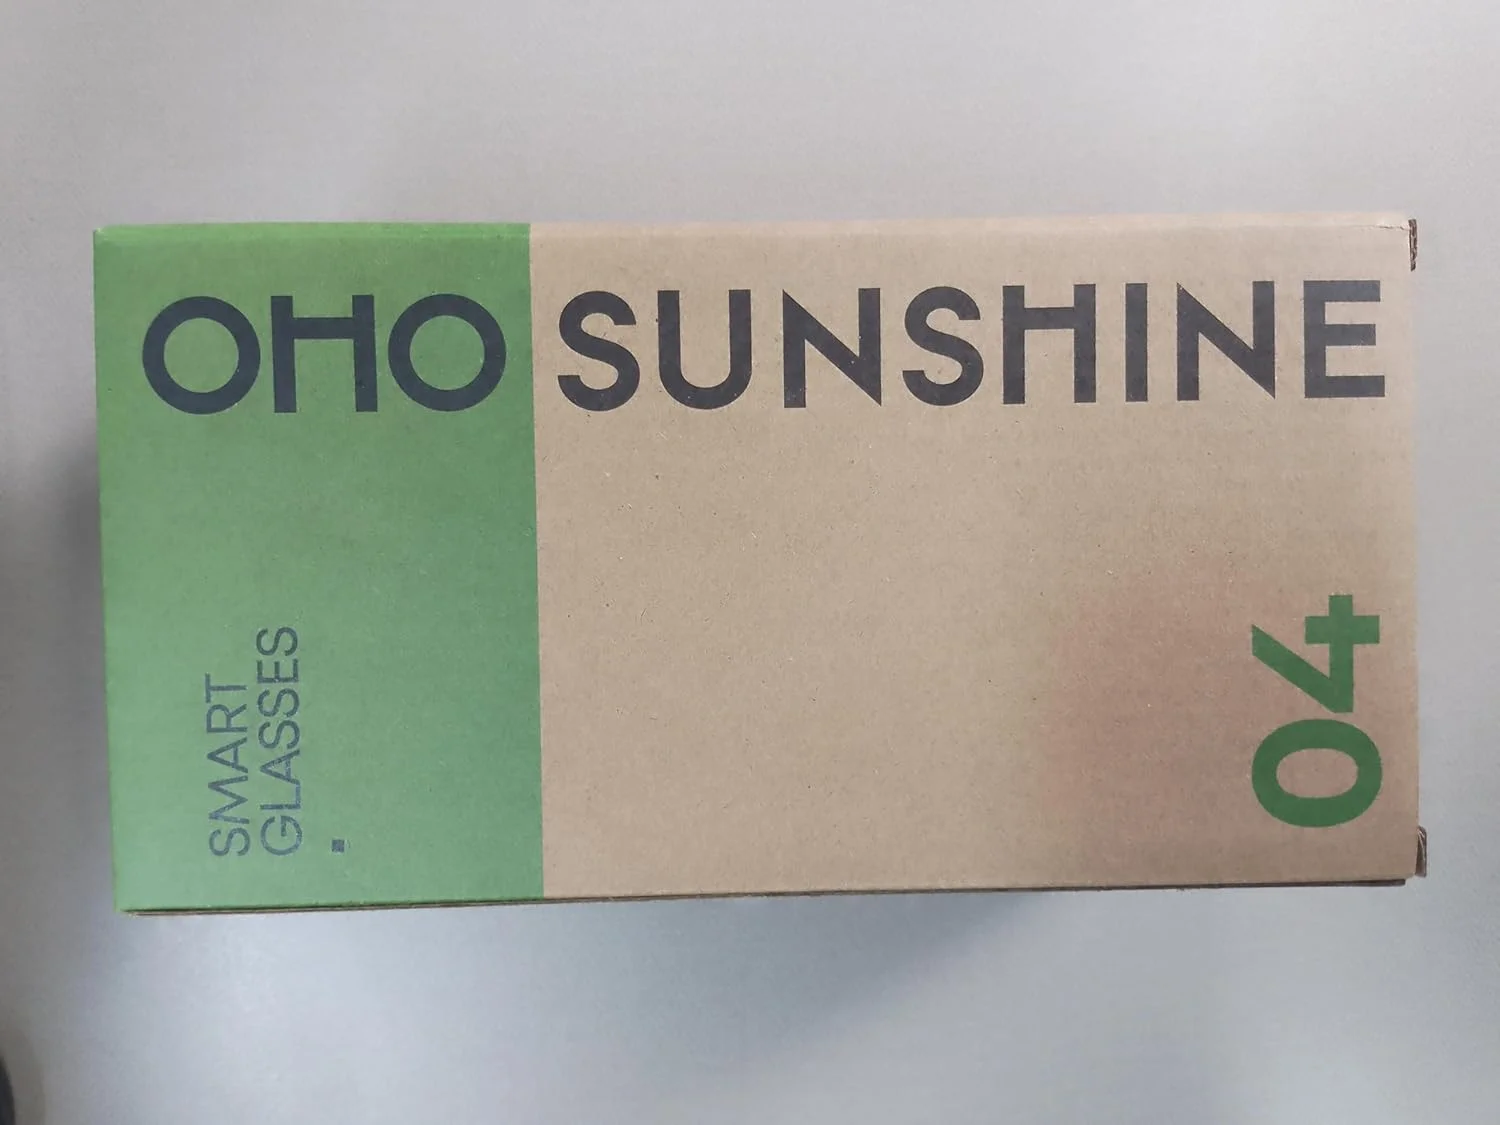 OHO SUNSHINE
SMART
GLASSES
04